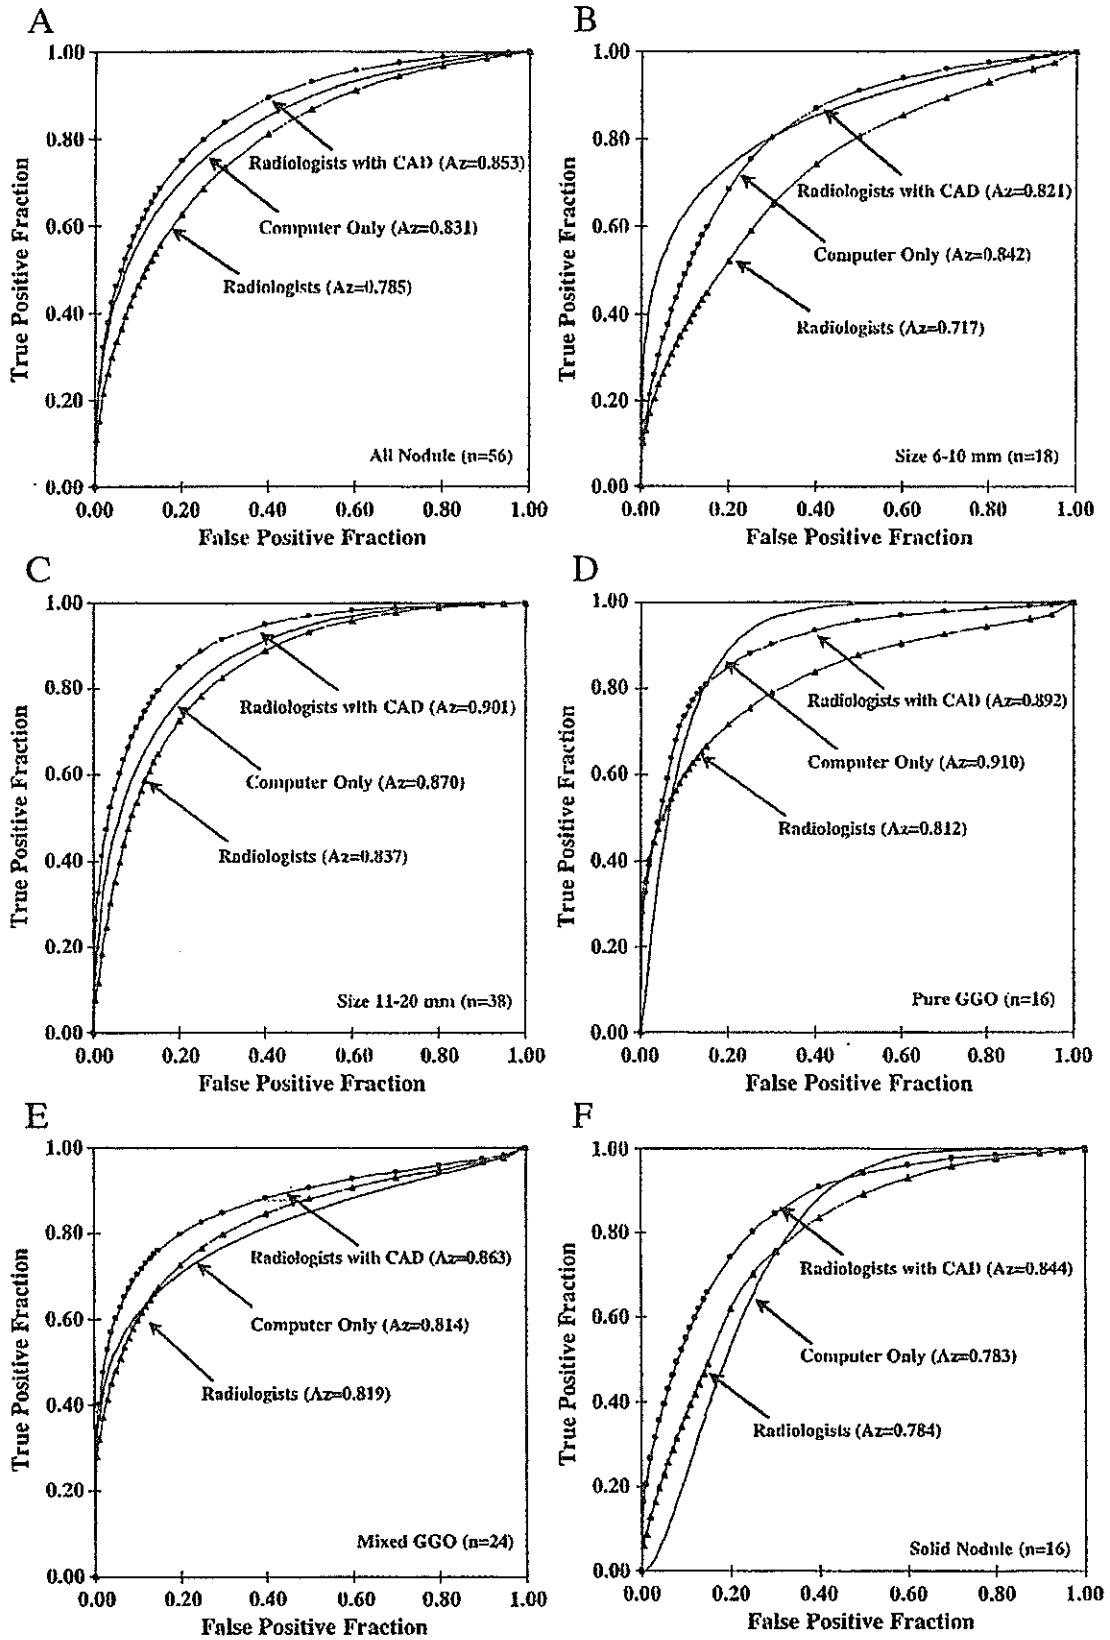 A
1.00
0.80
0.60
0.40
0.20
0.00
True Positive Fraction
Radiologists with CAD (Az=0.853)
Computer Only (Az=0.831)
Radiologists (Az=0.785)
All Nodule (n=56)
0.00 0.20 0.40 0.60 0.80 1.00
False Positive Fraction
B
1.00
0.80
0.60
0.40
0.20
0.00
True Positive Fraction
Radiologists with CAD (Az=0.821)
Computer Only (Az=0.842)
Radiologists (Az=0.717)
Size 6-10 mm (n=18)
0.00 0.20 0.40 0.60 0.80 1.00
False Positive Fraction
C
1.00
0.80
0.60
0.40
0.20
0.00
True Positive Fraction
Radiologists with CAD (Az=0.901)
Computer Only (Az=0.870)
Radiologists (Az=0.837)
Size 11-20 mm (n=38)
0.00 0.20 0.40 0.60 0.80 1.00
False Positive Fraction
D
1.00
0.80
0.60
0.40
0.20
0.00
True Positive Fraction
Radiologists with CAD (Az=0.892)
Computer Only (Az=0.910)
Radiologists (Az=0.812)
Pure GGO (n=16)
0.00 0.20 0.40 0.60 0.80 1.00
False Positive Fraction
E
1.00
0.80
0.60
0.40
0.20
0.00
True Positive Fraction
Radiologists with CAD (Az=0.863)
Computer Only (Az=0.814)
Radiologists (Az=0.819)
Mixed GGO (n=24)
0.00 0.20 0.40 0.60 0.80 1.00
False Positive Fraction
F
1.00
0.80
0.60
0.40
0.20
0.00
True Positive Fraction
Radiologists with CAD (Az=0.844)
Computer Only (Az=0.783)
Radiologists (Az=0.784)
Solid Nodule (n=16)
0.00 0.20 0.40 0.60 0.80 1.00
False Positive Fraction